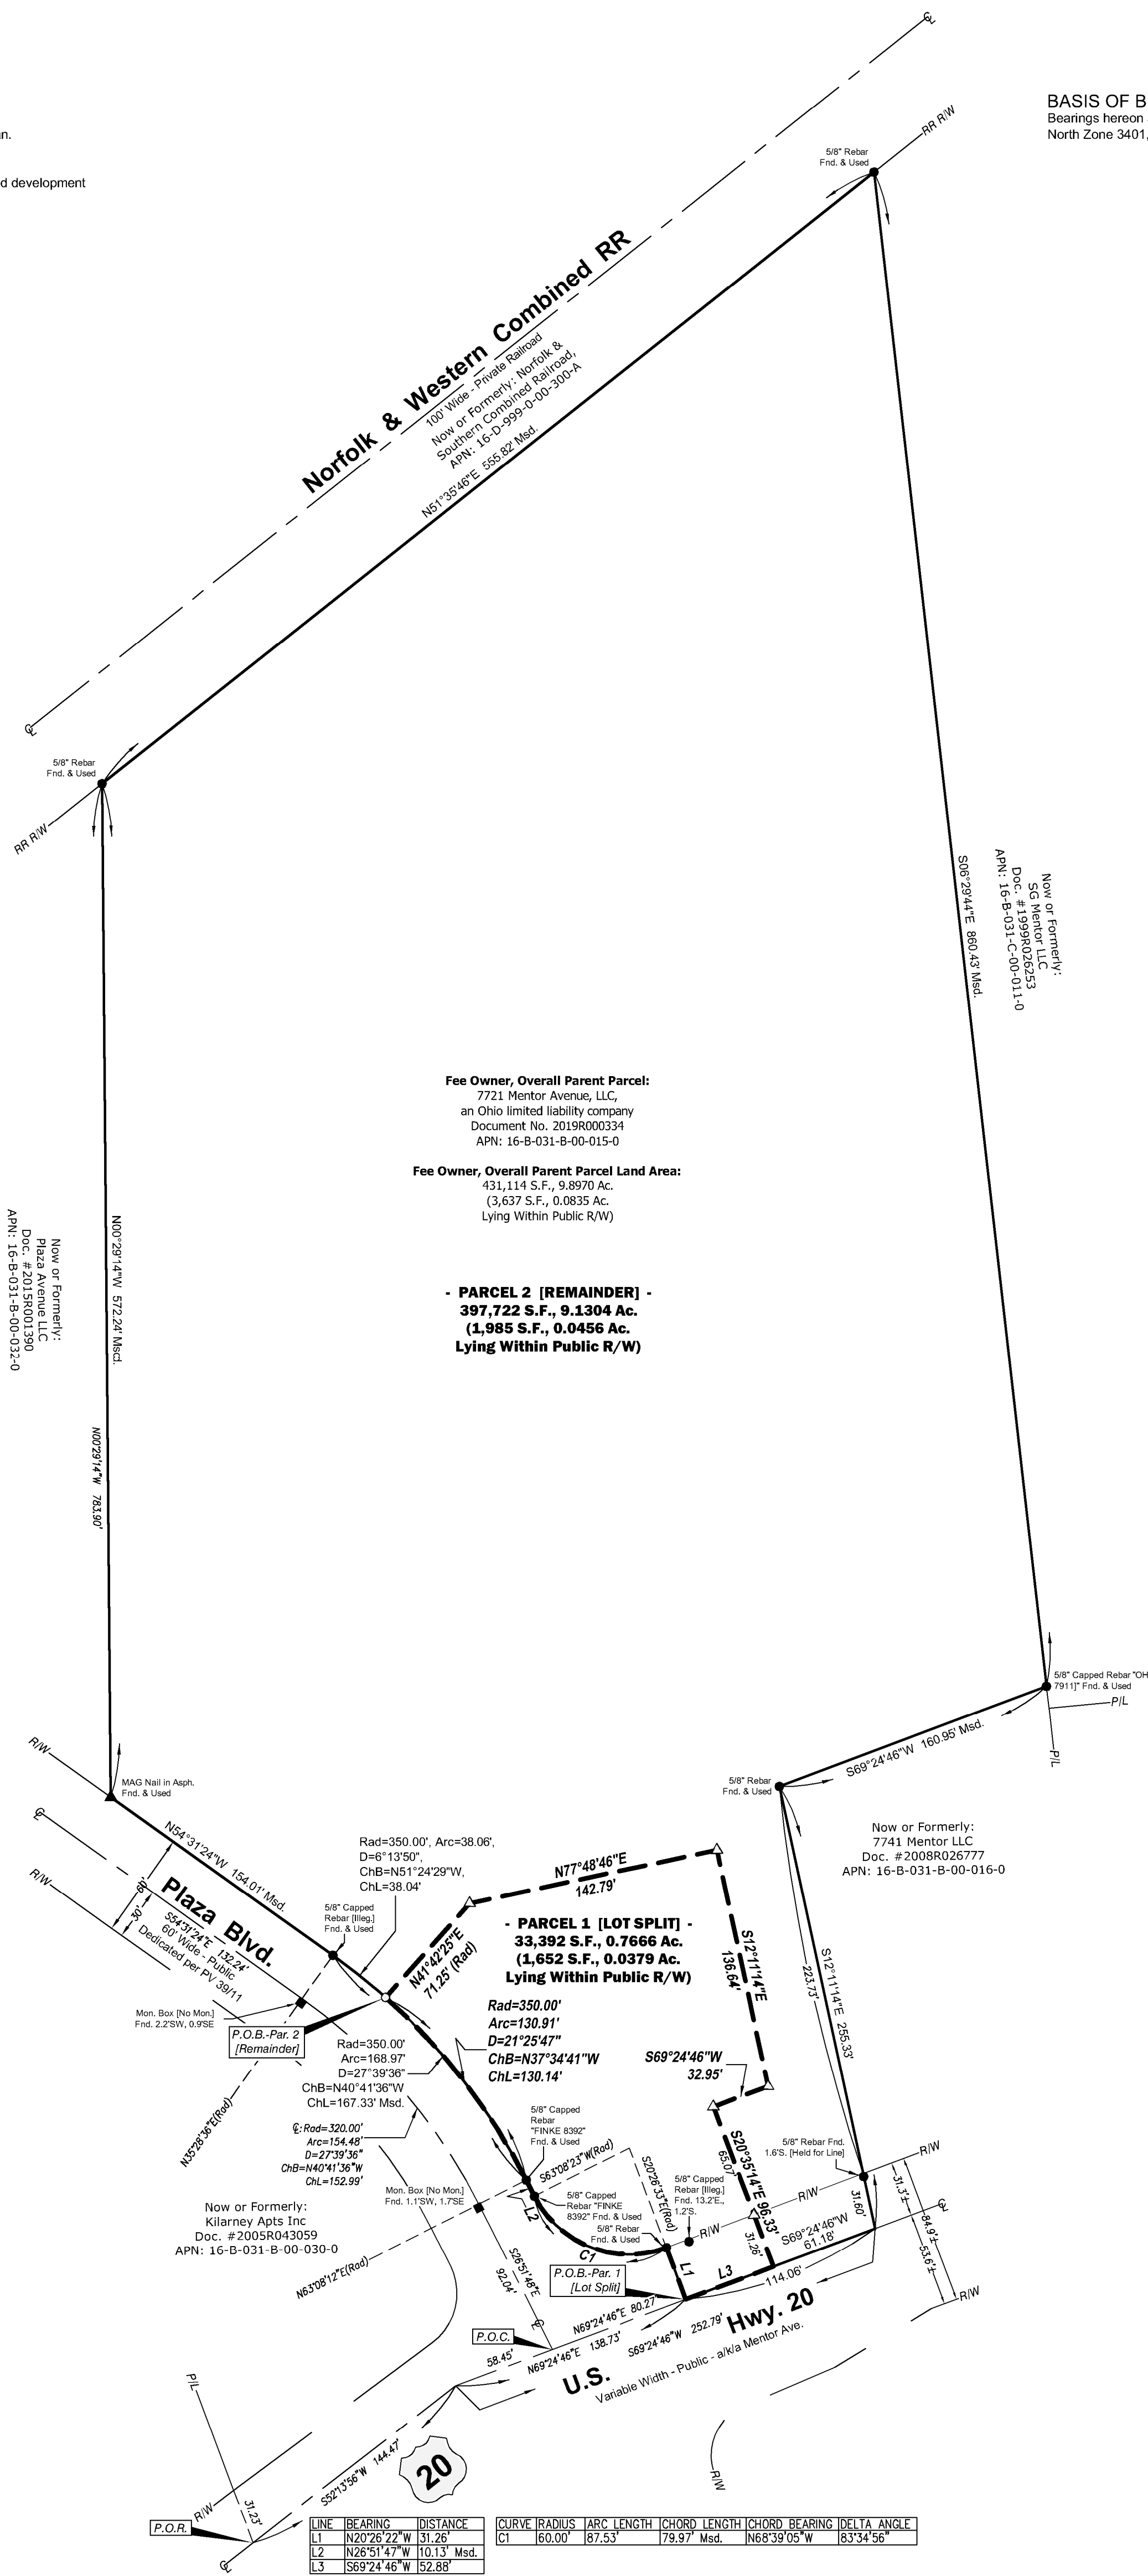 BASIS OF B
Bearings hereon
North Zone 3401,
n.
d development
℄
RR R/W
5/8" Rebar
Fnd. & Used
Norfolk & Western Combined RR
100' Wide - Private Railroad
Now or Formerly: Norfolk &
Southern Combined Railroad,
APN: 16-D-999-0-00-300-A
N51°35'46"E 555.82' Msd.
℄
5/8" Rebar
Fnd. & Used
RR R/W
S06°29'44"E 860.43' Msd.
Now or Formerly:
SG Mentor LLC
Doc. #1999R026253
APN: 16-B-031-C-00-011-0
Fee Owner, Overall Parent Parcel:
7721 Mentor Avenue, LLC,
an Ohio limited liability company
Document No. 2019R000334
APN: 16-B-031-B-00-015-0
Fee Owner, Overall Parent Parcel Land Area:
431,114 S.F., 9.8970 Ac.
(3,637 S.F., 0.0835 Ac.
Lying Within Public R/W)
Now or Formerly:
Plaza Avenue LLC
Doc. #2015R001390
APN: 16-B-031-B-00-032-0
N00°29'14"W 572.24' Msd.
- PARCEL 2 [REMAINDER] -
397,722 S.F., 9.1304 Ac.
(1,985 S.F., 0.0456 Ac.
Lying Within Public R/W)
N00°29'14"W 783.90'
5/8" Capped Rebar "OH
7911]" Fnd. & Used
P/L
P/L
S69°24'46"W 160.95' Msd.
R/W
MAG Nail in Asph.
Fnd. & Used
5/8" Rebar
Fnd. & Used
℄
R/W
N54°31'24"W 154.01' Msd.
Plaza Blvd.
60'
30'
S54°31'24"E 132.24'
60' Wide - Public
Dedicated per PV 39/11
Now or Formerly:
7741 Mentor LLC
Doc. #2008R026777
APN: 16-B-031-B-00-016-0
Rad=350.00', Arc=38.06',
D=6°13'50",
ChB=N51°24'29"W,
ChL=38.04'
5/8" Capped
Rebar [Illeg.]
Fnd. & Used
N77°48'46"E
142.79'
N41°42'25"E
71.25' (Rad)
- PARCEL 1 [LOT SPLIT] -
33,392 S.F., 0.7666 Ac.
(1,652 S.F., 0.0379 Ac.
Lying Within Public R/W)
S12°11'14"E
136.64'
S12°11'14"E 255.33'
223.73'
Mon. Box [No Mon.]
Fnd. 2.2'SW, 0.9'SE
P.O.B.-Par. 2
[Remainder]
Rad=350.00'
Arc=130.91'
D=21°25'47"
ChB=N37°34'41"W
ChL=130.14'
Rad=350.00'
Arc=168.97'
D=27°39'36"
ChB=N40°41'36"W
ChL=167.33' Msd.
S69°24'46"W
32.95'
N35°28'36"E(Rad)
℄:Rad=320.00'
Arc=154.48'
D=27°39'36"
ChB=N40°41'36"W
ChL=152.99'
5/8" Capped
Rebar
"FINKE 8392"
Fnd. & Used
S63°08'23"W(Rad)
S20°26'33"E(Rad)
65.07'
S20°35'14"E 96.33'
5/8" Rebar Fnd.
1.6'S. [Held for Line]
R/W
Mon. Box [No Mon.]
Fnd. 1.1'SW, 1.7'SE
5/8" Capped
Rebar "FINKE
8392" Fnd. & Used
5/8" Rebar
Fnd. & Used
5/8" Capped
Rebar [Illeg.]
Fnd. 13.2'E.,
1.2'S.
R/W
R/W
31.60'
31.3'±
84.9'±
53.6'±
℄
R/W
Now or Formerly:
Kilarney Apts Inc
Doc. #2005R043059
APN: 16-B-031-B-00-030-0
N63°08'12"E(Rad)
L2
C1
L1
L3
31.26'
S69°24'46"W
61.18'
114.06'
S26°51'48"E
92.04'
℄
P.O.B.-Par. 1
[Lot Split]
P.O.C.
N69°24'46"E 80.27'
58.45'
N69°24'46"E 138.73'
S69°24'46"W 252.79'
U.S. Hwy. 20
Variable Width - Public - a/k/a Mentor Ave.
P/L
S52°13'56"W 144.47'
20
R/W
R/W
31.23'
P.O.R.
℄
LINE BEARING DISTANCE
L1 N20°26'22"W 31.26'
L2 N26°51'47"W 10.13' Msd.
L3 S69°24'46"W 52.88'
CURVE RADIUS ARC LENGTH CHORD LENGTH CHORD BEARING DELTA ANGLE
C1 60.00' 87.53' 79.97' Msd. N68°39'05"W 83°34'56"